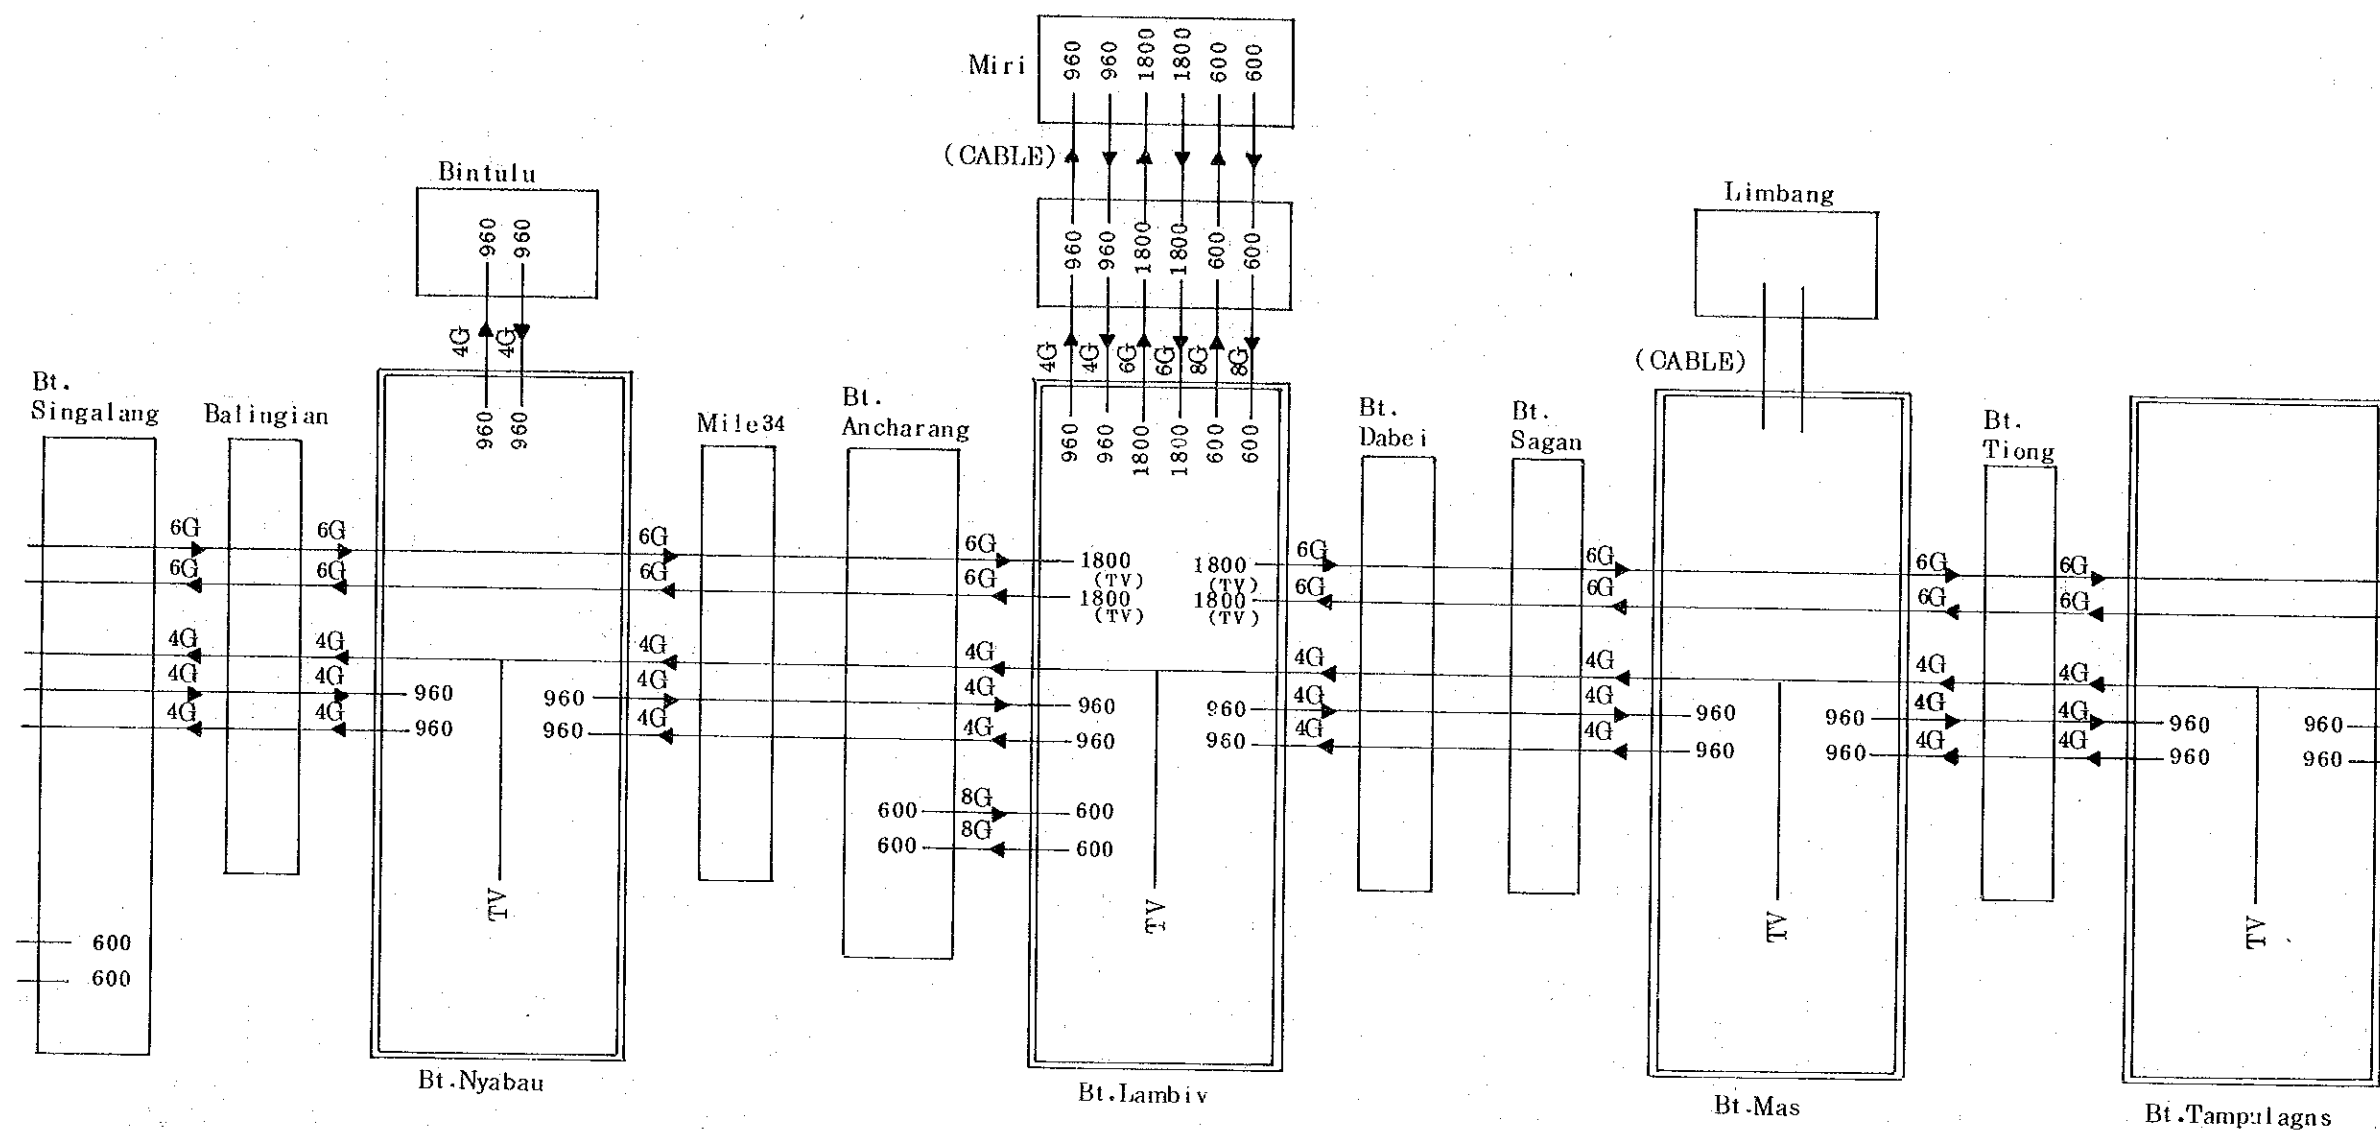 Miri
960 960 1800 1800 600 600
(CABLE)
Bintulu
960 960
4G 4G
960 960 1800 1800 600 600
4G 4G 6G 6G 8G 8G
Limbang
(CABLE)
Bt.
Singalang
Balingian
960 960
Mile34
Bt.
Ancharang
960 960 1800 1800 600 600
Bt.
Dabei
Bt.
Sagan
Bt.
Tiong
6G 6G 6G 6G 6G 6G 6G 6G
1800 1800
(TV) (TV)
6G 6G 6G 6G 6G 6G 6G 6G
1800 1800
(TV) (TV)
4G 4G 4G 4G 4G 4G 4G 4G
4G 4G 960 960 4G 4G 960 960 4G 4G 960 960 4G 4G 960 960
4G 4G 960 960 4G 4G 960 960 4G 4G 960 960 4G 4G 960 960
600 8G 600
600 8G 600
TV TV TV TV
600
600
Bt.Nyabau
Bt.Lambiv
Bt.Mas
Bt.Tampulagns